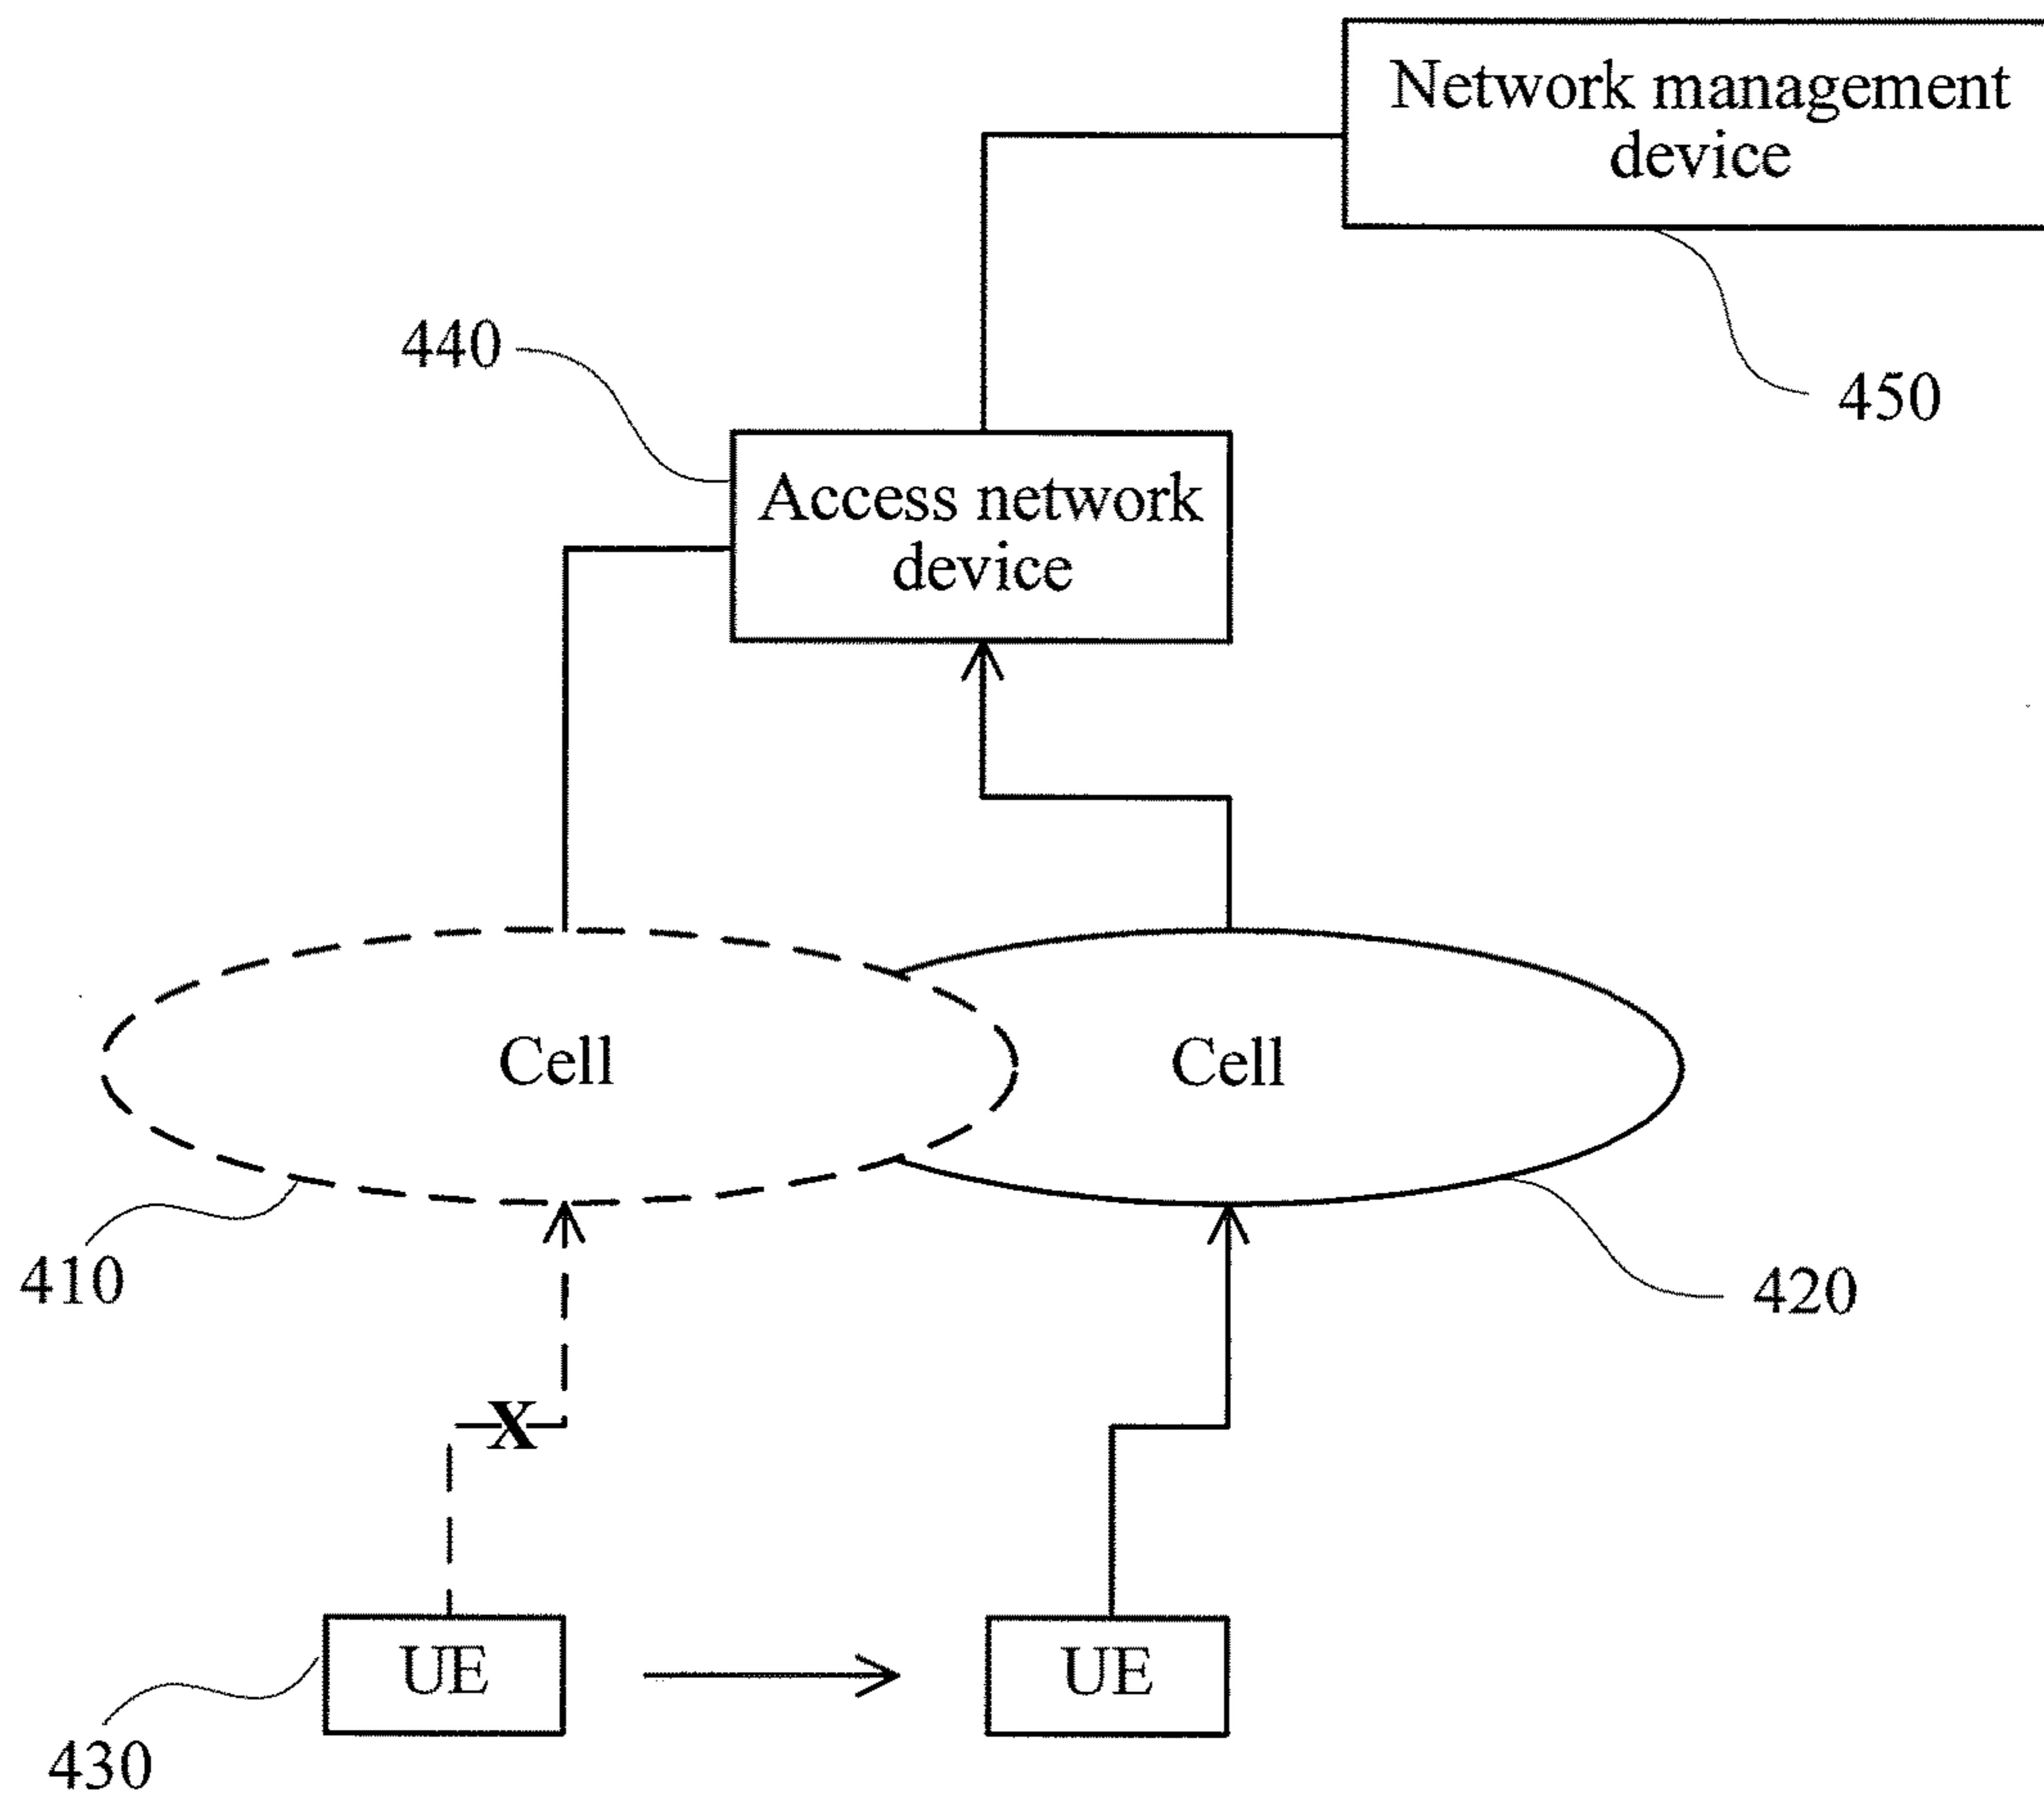 Network management
device
440
450
Access network
device
Cell
Cell
410
420
X
UE
UE
430